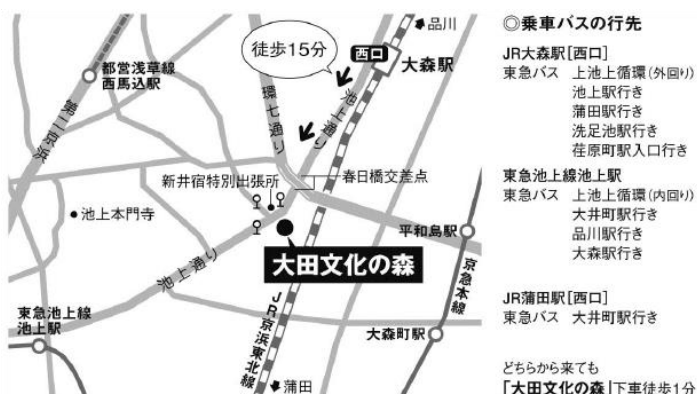 品川
徒歩15分
西口
大森駅
都営浅草線
西馬込駅
第二京浜
環七通り
池上通り
新井宿特別出張所
春日橋交差点
池上本門寺
平和島駅
大田文化の森
池上通り
京急本線
東急池上線
池上駅
JR京浜東北線
大森町駅
蒲田
◎乗車バスの行先
JR大森駅[西口]
東急バス 上池上循環(外回り)
池上駅行き
蒲田駅行き
洗足池駅行き
荏原町駅入口行き
東急池上線池上駅
東急バス 上池上循環(内回り)
大井町駅行き
品川駅行き
大森駅行き
JR蒲田駅[西口]
東急バス 大井町駅行き
どちらから来ても
「大田文化の森」下車徒歩1分